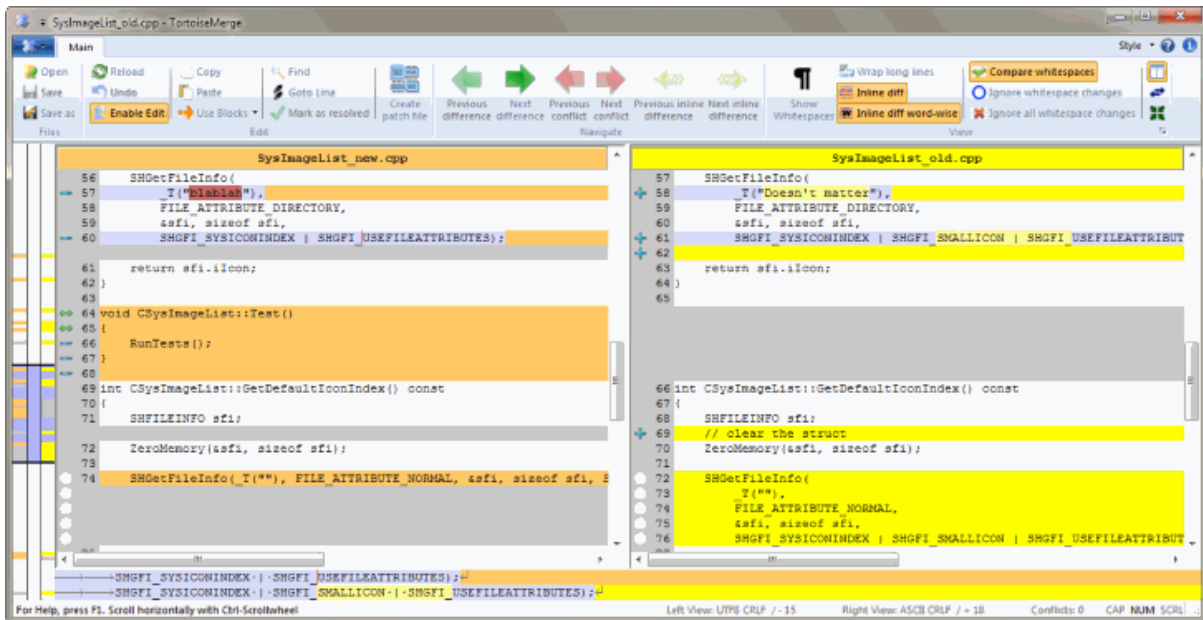 SysImageList_old.cpp - TortoiseMerge
Main
Style
Open
Save
Save as
Files
Reload
Undo
Enable Edit
Copy
Paste
Use Blocks
Find
Goto Line
Mark as resolved
Edit
Create patch file
Previous difference
Next difference
Previous conflict
Next conflict
Previous inline difference
Next inline difference
Navigate
Show Whitespaces
Wrap long lines
Inline diff
Inline diff word-wise
Compare whitespaces
Ignore whitespace changes
Ignore all whitespace changes
View
SysImageList_new.cpp
56 SHGetFileInfo(
57 _T("blablah"),
58 FILE_ATTRIBUTE_DIRECTORY,
59 &sfi, sizeof sfi,
60 SHGFI_SYSICONINDEX | SHGFI_USEFILEATTRIBUTES);
61 return sfi.iIcon;
62 }
63
64 void CSysImageList::Test()
65 {
66 RunTests();
67 }
68
69 int CSysImageList::GetDefaultIconIndex() const
70 {
71 SHFILEINFO sfi;
72 ZeroMemory(&sfi, sizeof sfi);
73
74 SHGetFileInfo(_T(""), FILE_ATTRIBUTE_NORMAL, &sfi, sizeof sfi, S
SysImageList_old.cpp
57 SHGetFileInfo(
58 _T("Doesn't matter"),
59 FILE_ATTRIBUTE_DIRECTORY,
60 &sfi, sizeof sfi,
61 SHGFI_SYSICONINDEX | SHGFI_SMALLICON | SHGFI_USEFILEATTRIBUT
62
63 return sfi.iIcon;
64 }
65
66 int CSysImageList::GetDefaultIconIndex() const
67 {
68 SHFILEINFO sfi;
69 // clear the struct
70 ZeroMemory(&sfi, sizeof sfi);
71
72 SHGetFileInfo(
73 _T(""),
74 FILE_ATTRIBUTE_NORMAL,
75 &sfi, sizeof sfi,
76 SHGFI_SYSICONINDEX | SHGFI_SMALLICON | SHGFI_USEFILEATTRIBUT
SHGFI_SYSICONINDEX·|·SHGFI_USEFILEATTRIBUTES);
SHGFI_SYSICONINDEX·|·SHGFI_SMALLICON·|·SHGFI_USEFILEATTRIBUTES);
For Help, press F1. Scroll horizontally with Ctrl-Scrollwheel
Left View: UTF8 CRLF / - 15
Right View: ASCII CRLF / + 18
Conflicts: 0
CAP NUM SCRL